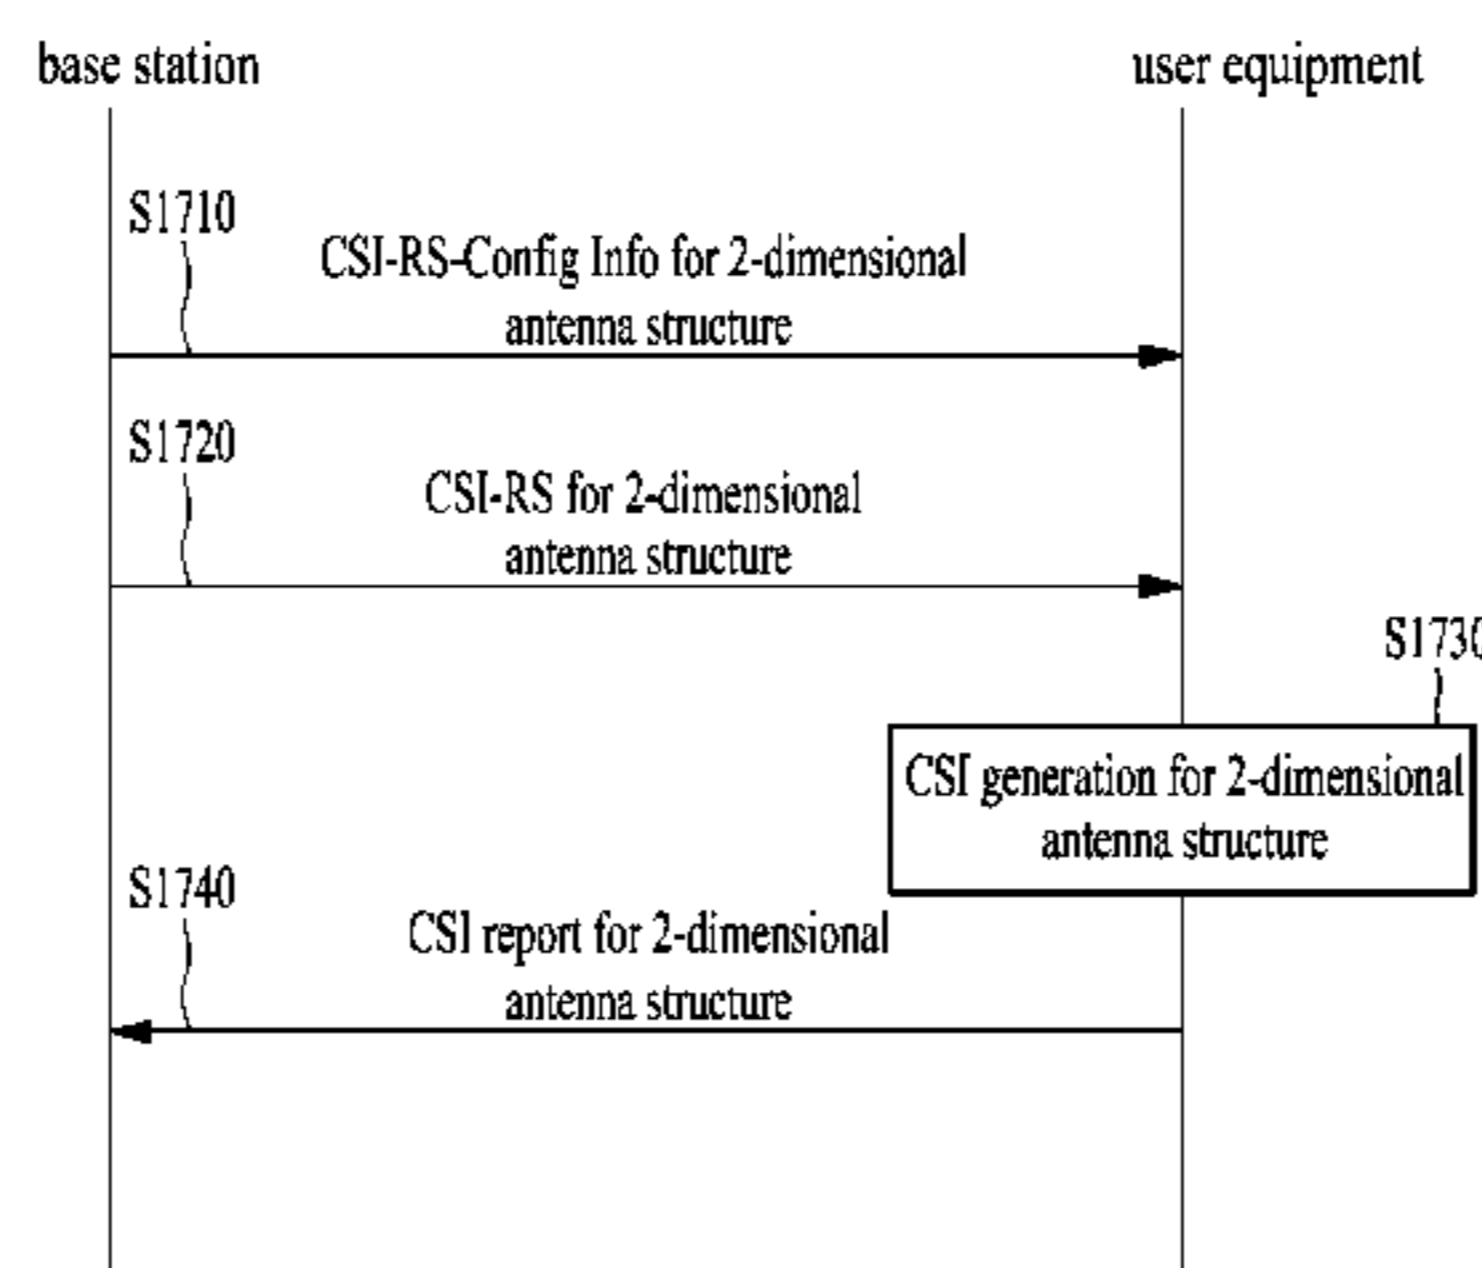 base station
user equipment
S1710
CSI-RS-Config Info for 2-dimensional
antenna structure
S1720
CSI-RS for 2-dimensional
antenna structure
S1730
CSI generation for 2-dimensional
antenna structure
S1740
CSI report for 2-dimensional
antenna structure